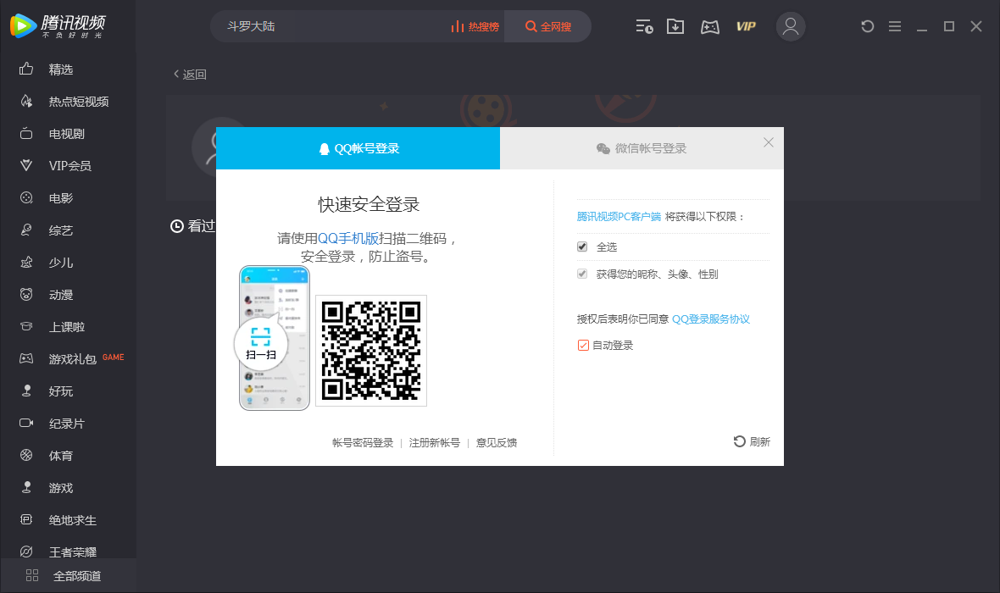 腾讯视频
不负好时光
斗罗大陆
热搜榜
全网搜
VIP
精选
热点短视频
电视剧
VIP会员
电影
综艺
少儿
动漫
上课啦
游戏礼包 GAME
好玩
纪录片
体育
游戏
绝地求生
王者荣耀
全部频道
返回
看过
QQ帐号登录
微信帐号登录
快速安全登录
请使用QQ手机版扫描二维码，
安全登录，防止盗号。
扫一扫
帐号密码登录 | 注册新帐号 | 意见反馈
腾讯视频PC客户端 将获得以下权限：
全选
获得您的昵称、头像、性别
授权后表明你已同意 QQ登录服务协议
自动登录
刷新